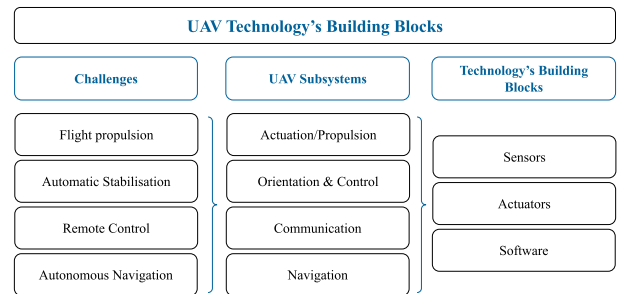 UAV Technology’s Building Blocks
Challenges
UAV Subsystems
Technology’s Building
Blocks
Flight propulsion
Automatic Stabilisation
Remote Control
Autonomous Navigation
Actuation/Propulsion
Orientation & Control
Communication
Navigation
Sensors
Actuators
Software